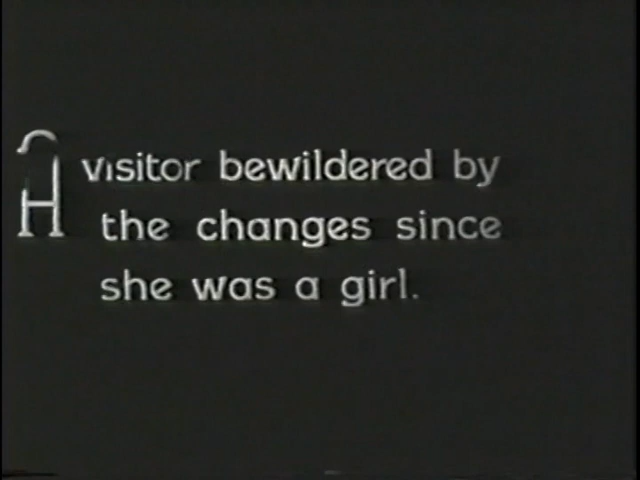 A visitor bewildered by
the changes since
she was a girl.